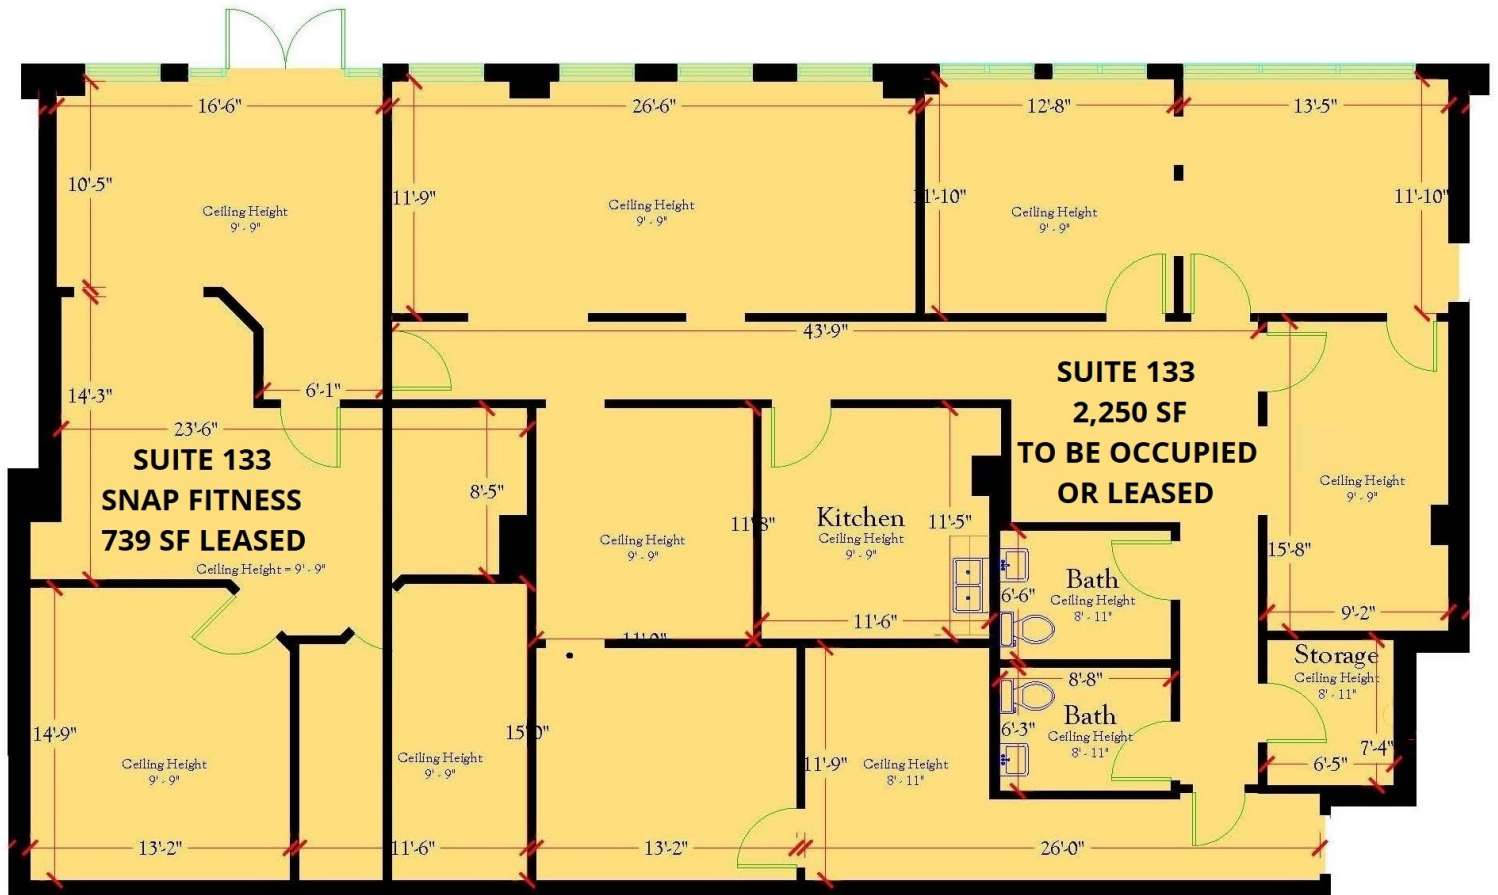 16'-6"
26'-6"
12'-8"
13'-5"
10'-5"
11'-9"
11'-10"
11'-10"
Ceiling Height
9' - 9"
Ceiling Height
9' - 9"
Ceiling Height
9' - 9"
43'-9"
6'-1"
14'-3"
23'-6"
SUITE 133
SNAP FITNESS
739 SF LEASED
Ceiling Height = 9' - 9"
SUITE 133
2,250 SF
TO BE OCCUPIED
OR LEASED
8'-5"
11'-8"
Ceiling Height
9' - 9"
Kitchen
Ceiling Height
9' - 9"
11'-5"
11'-6"
Ceiling Height
9' - 9"
15'-8"
9'-2"
Bath
Ceiling Height
8' - 11"
6'-6"
8'-8"
Bath
Ceiling Height
8' - 11"
6'-3"
Storage
Ceiling Height
8' - 11"
7'-4"
6'-5"
14'-9"
Ceiling Height
9' - 9"
Ceiling Height
9' - 9"
15'-0"
11'-9"
Ceiling Height
8' - 11"
13'-2"
11'-6"
13'-2"
26'-0"